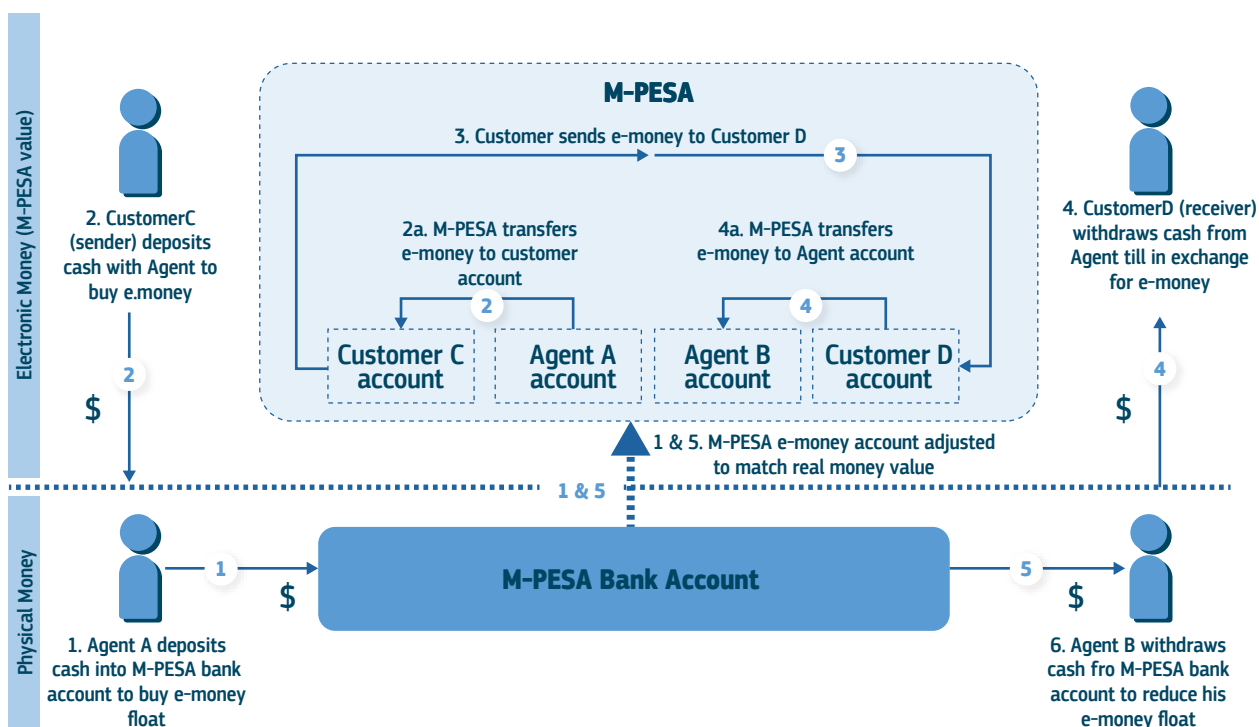 Electronic Money (M-PESA value)
M-PESA
3. Customer sends e-money to Customer D
3
2. CustomerC
(sender) deposits
cash with Agent to
buy e.money
2a. M-PESA transfers
e-money to customer
account
4a. M-PESA transfers
e-money to Agent account
4. CustomerD (receiver)
withdraws cash from
Agent till in exchange
for e-money
2
4
Customer C
account
Agent A
account
Agent B
account
Customer D
account
2
$
4
$
1 & 5. M-PESA e-money account adjusted
to match real money value
1 & 5
Physical Money
1
$
M-PESA Bank Account
5
$
1. Agent A deposits
cash into M-PESA bank
account to buy e-money
float
6. Agent B withdraws
cash fro M-PESA bank
account to reduce his
e-money float